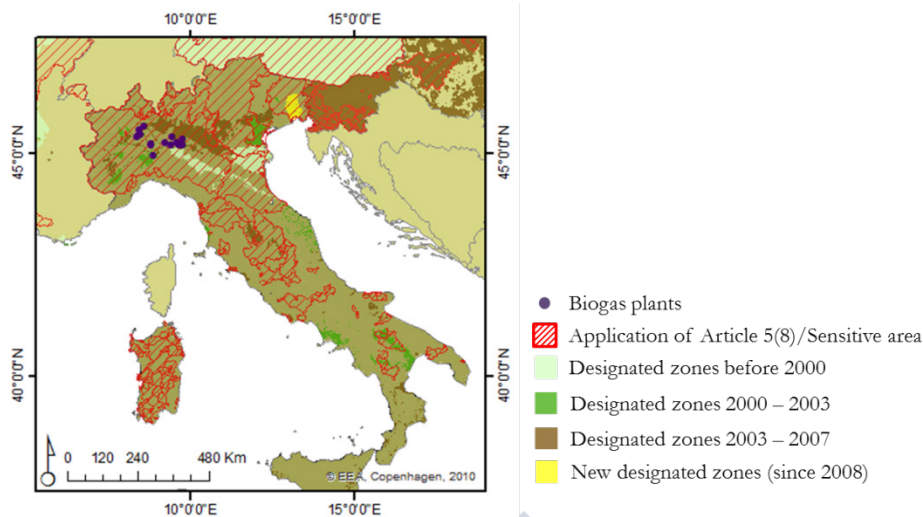 10°0'0"E
15°0'0"E
45°0'0"N
45°0'0"N
40°0'0"N
40°0'0"N
0 120 240 480 Km
© EEA, Copenhagen, 2010
10°0'0"E
15°0'0"E
Biogas plants
Application of Article 5(8)/Sensitive area
Designated zones before 2000
Designated zones 2000 – 2003
Designated zones 2003 – 2007
New designated zones (since 2008)